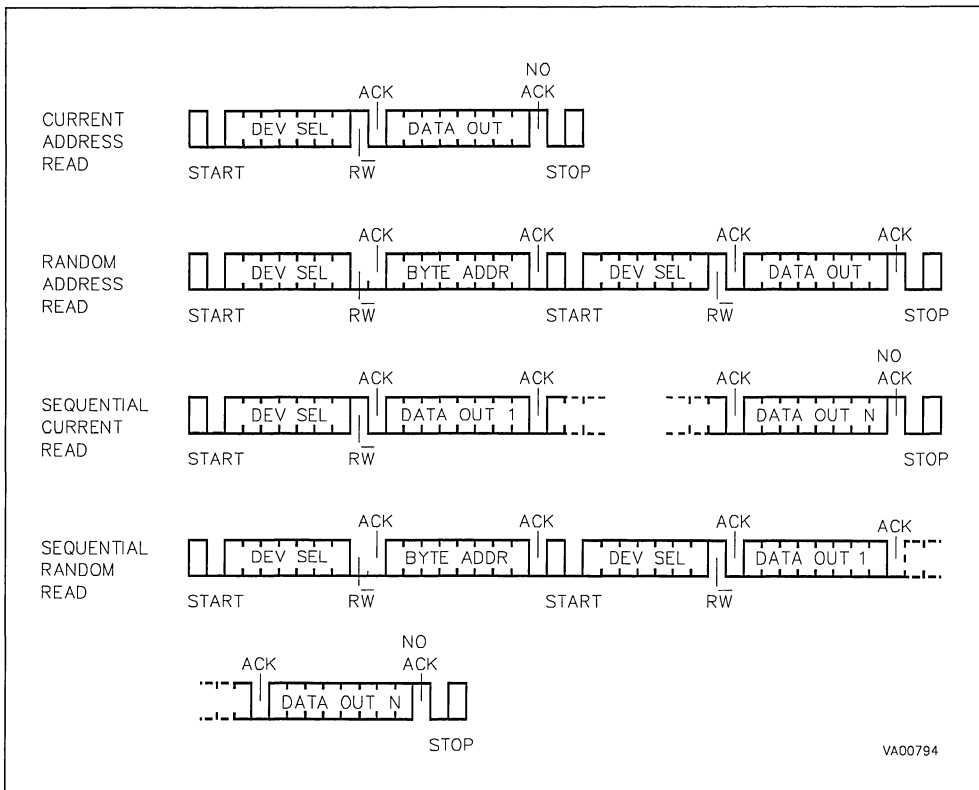 NO
ACK ACK
CURRENT
ADDRESS
READ
DEV SEL DATA OUT
START RW̅ STOP
ACK ACK ACK ACK
RANDOM
ADDRESS
READ
DEV SEL BYTE ADDR DEV SEL DATA OUT
START RW̅ START RW̅ STOP
NO
ACK ACK ACK ACK
SEQUENTIAL
CURRENT
READ
DEV SEL DATA OUT 1 DATA OUT N
START RW̅ STOP
ACK ACK ACK ACK
SEQUENTIAL
RANDOM
READ
DEV SEL BYTE ADDR DEV SEL DATA OUT 1
START RW̅ START RW̅
NO
ACK ACK
DATA OUT N
STOP
VA00794